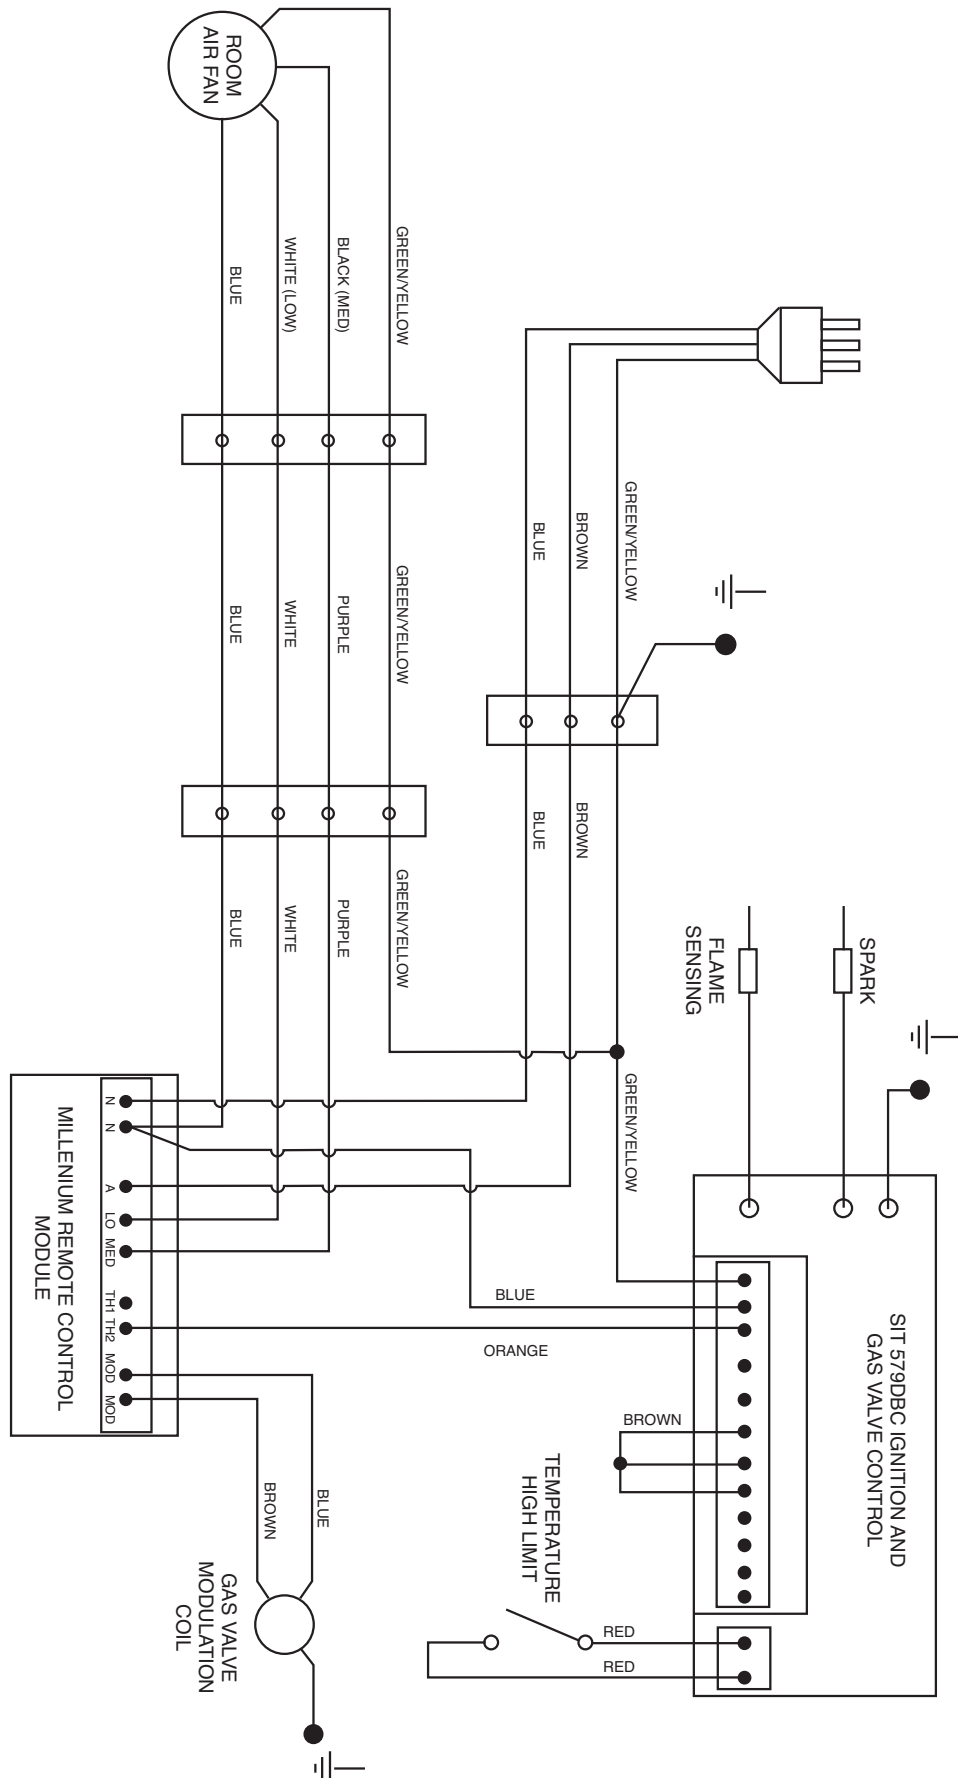 ROOM
AIR FAN
GREEN/YELLOW
BLACK (MED)
WHITE (LOW)
BLUE
GREEN/YELLOW
PURPLE
WHITE
BLUE
GREEN/YELLOW
PURPLE
WHITE
BLUE
GREEN/YELLOW
BROWN
BLUE
BROWN
BLUE
GREEN/YELLOW
SPARK
FLAME
SENSING
SIT 579DBC IGNITION AND
GAS VALVE CONTROL
BLUE
ORANGE
BROWN
TEMPERATURE
HIGH LIMIT
RED
RED
N
N
A
LO
MED
TH1
TH2
MOD
MOD
MILLENIUM REMOTE CONTROL
MODULE
BLUE
BROWN
GAS VALVE
MODULATION
COIL